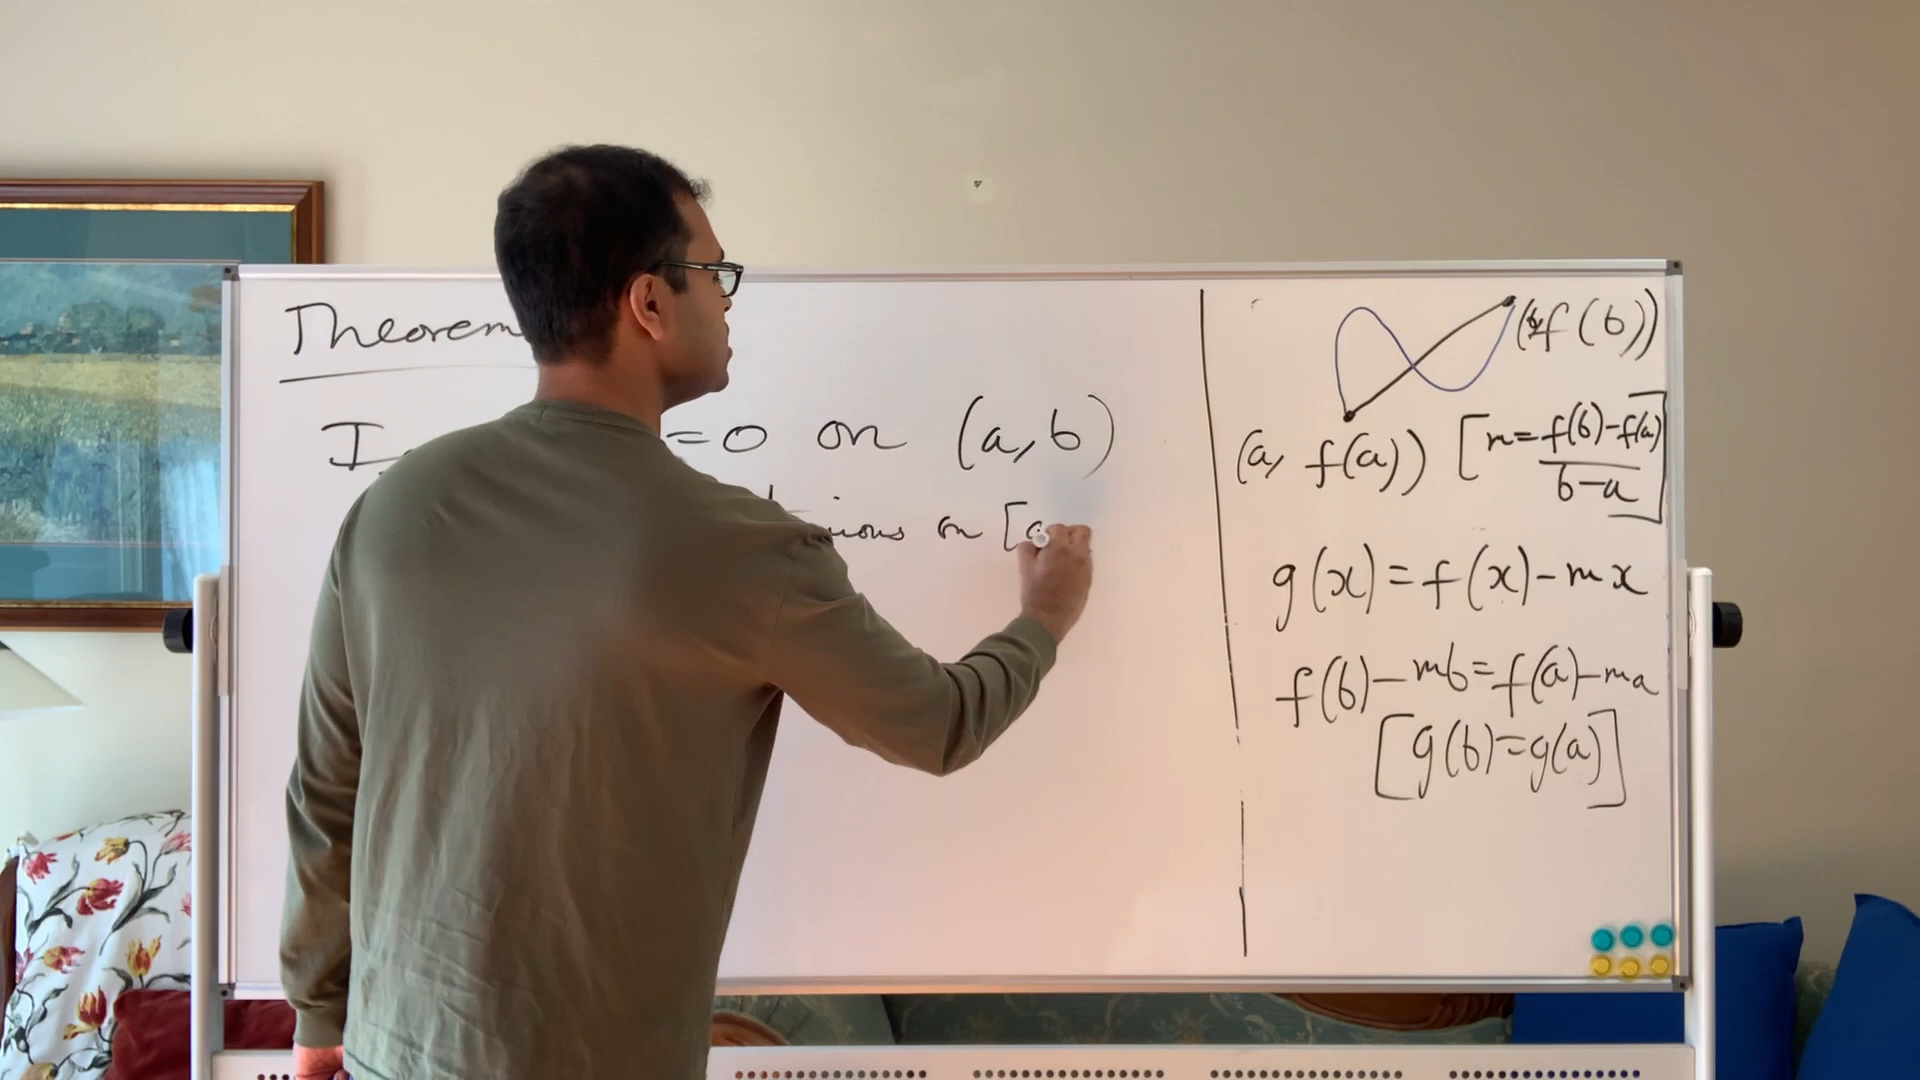 Theorem
=0 on (a,b)
on [a
(b, f(b))
(a, f(a)) [m = f(b)-f(a) / b-a]
g(x) = f(x) - mx
f(b) - mb = f(a) - ma
[g(b) = g(a)]